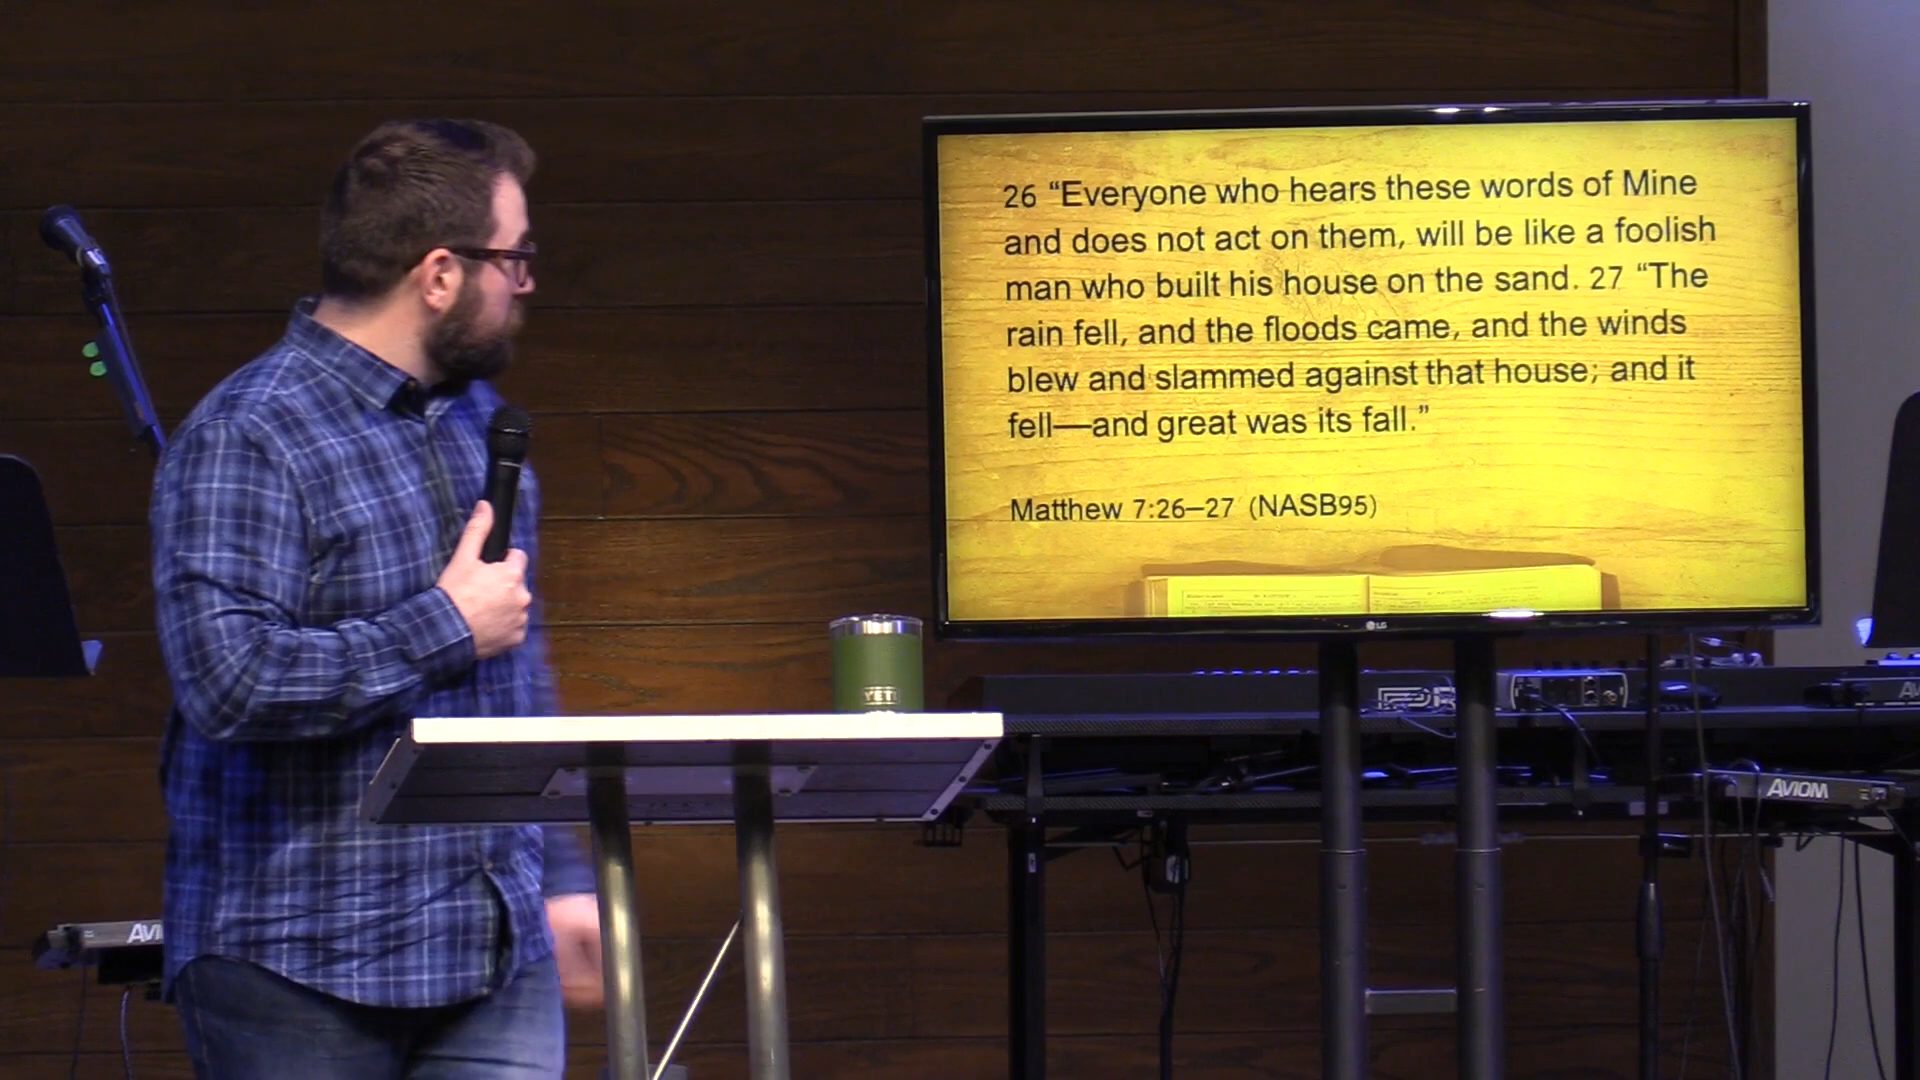 26 “Everyone who hears these words of Mine
and does not act on them, will be like a foolish
man who built his house on the sand. 27 “The
rain fell, and the floods came, and the winds
blew and slammed against that house; and it
fell—and great was its fall.”
Matthew 7:26–27 (NASB95)
LG
YETI
AVIOM